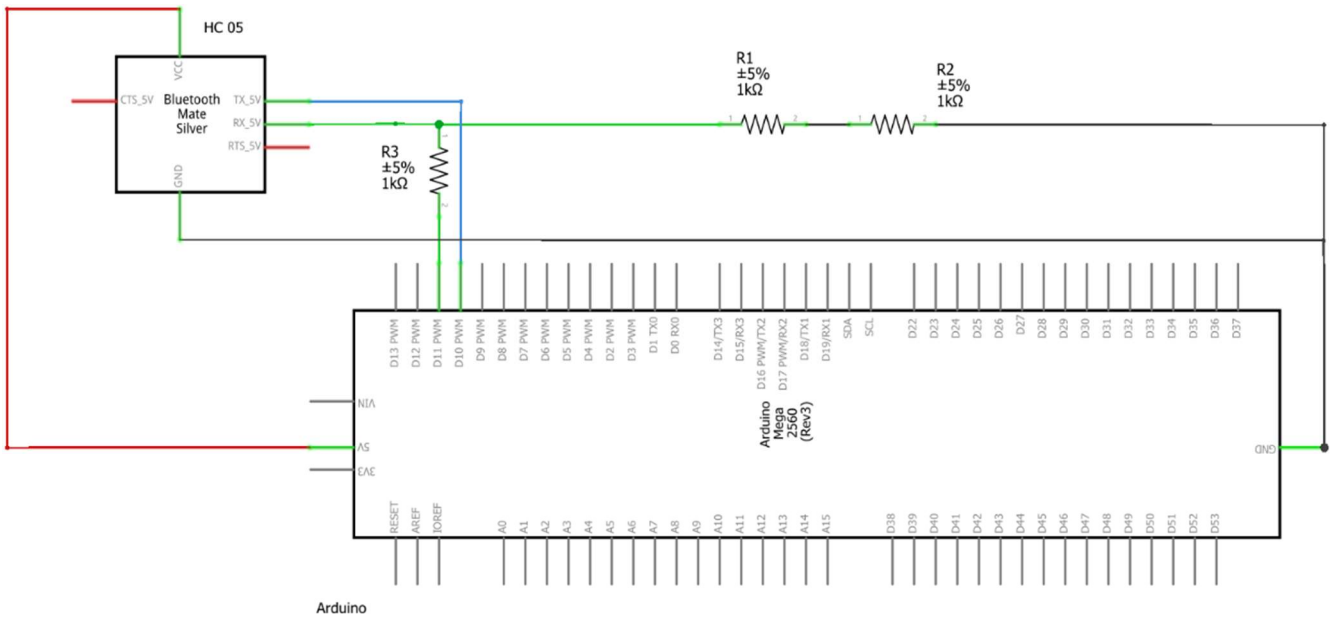 HC 05
VCC
CTS_5V
Bluetooth
Mate
Silver
TX_5V
RX_5V
RTS_5V
GND
R1
±5%
1kΩ
1
2
R2
±5%
1kΩ
1
2
R3
±5%
1kΩ
1
2
D13 PWM
D12 PWM
D11 PWM
D10 PWM
D9 PWM
D8 PWM
D7 PWM
D6 PWM
D5 PWM
D4 PWM
D2 PWM
D3 PWM
D1 TX0
D0 RX0
D14/TX3
D15/RX3
D16 PWM/TX2
D17 PWM/RX2
D18/TX1
D19/RX1
SDA
SCL
D22
D23
D24
D25
D26
D27
D28
D29
D30
D31
D32
D33
D34
D35
D36
D37
VIN
5V
3V3
Arduino
Mega
2560
(Rev3)
GND
RESET
AREF
IOREF
A0
A1
A2
A3
A4
A5
A6
A7
A8
A9
A10
A11
A12
A13
A14
A15
D38
D39
D40
D41
D42
D43
D44
D45
D46
D47
D48
D49
D50
D51
D52
D53
Arduino